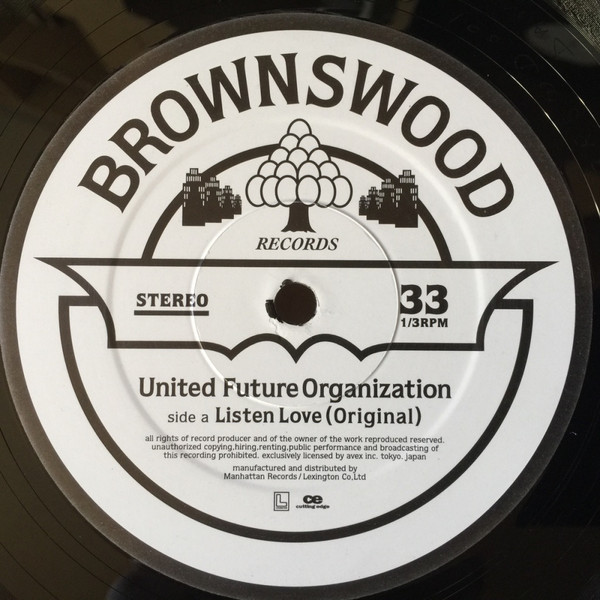 BROWNSWOOD
RECORDS
STEREO
33
1/3RPM
United Future Organization
side a Listen Love (Original)
all rights of record producer and of the owner of the work reproduced reserved.
unauthorized copying,hiring,renting,public performance and broadcasting of
this recording prohibited. exclusively licensed by avex inc. tokyo. japan
manufactured and distributed by
Manhattan Records / Lexington Co,Ltd
L
ce
cutting edge